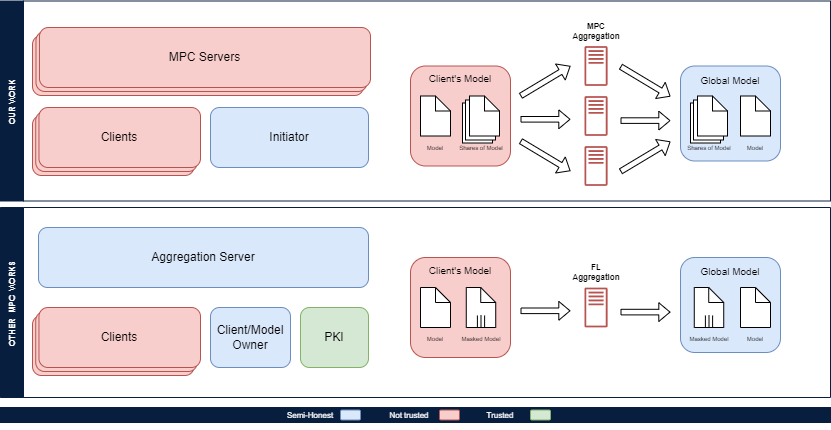 OUR WORK
MPC Servers
Clients
Initiator
Client's Model
Model
Shares of Model
MPC
Aggregation
Global Model
Shares of Model
Model
OTHER MPC WORKS
Aggregation Server
Clients
Client/Model
Owner
PKI
Client's Model
Model
Masked Model
FL
Aggregation
Global Model
Masked Model
Model
Semi-Honest
Not trusted
Trusted